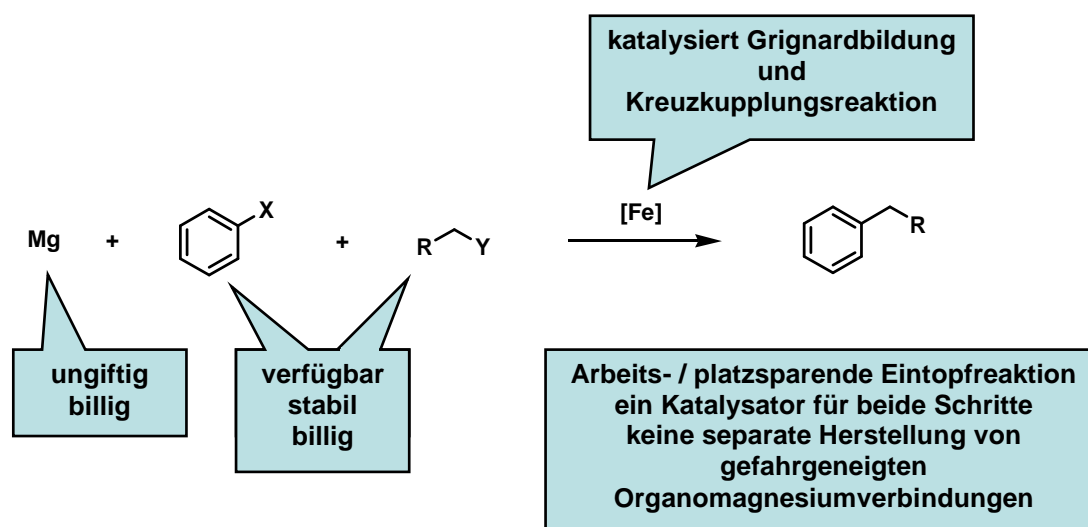 katalysiert Grignardbildung
und
Kreuzkupplungsreaktion
Mg + X + R Y [Fe] R
ungiftig
billig
verfügbar
stabil
billig
Arbeits- / platzsparende Eintopfreaktion
ein Katalysator für beide Schritte
keine separate Herstellung von
gefahrgeneigten
Organomagnesiumverbindungen